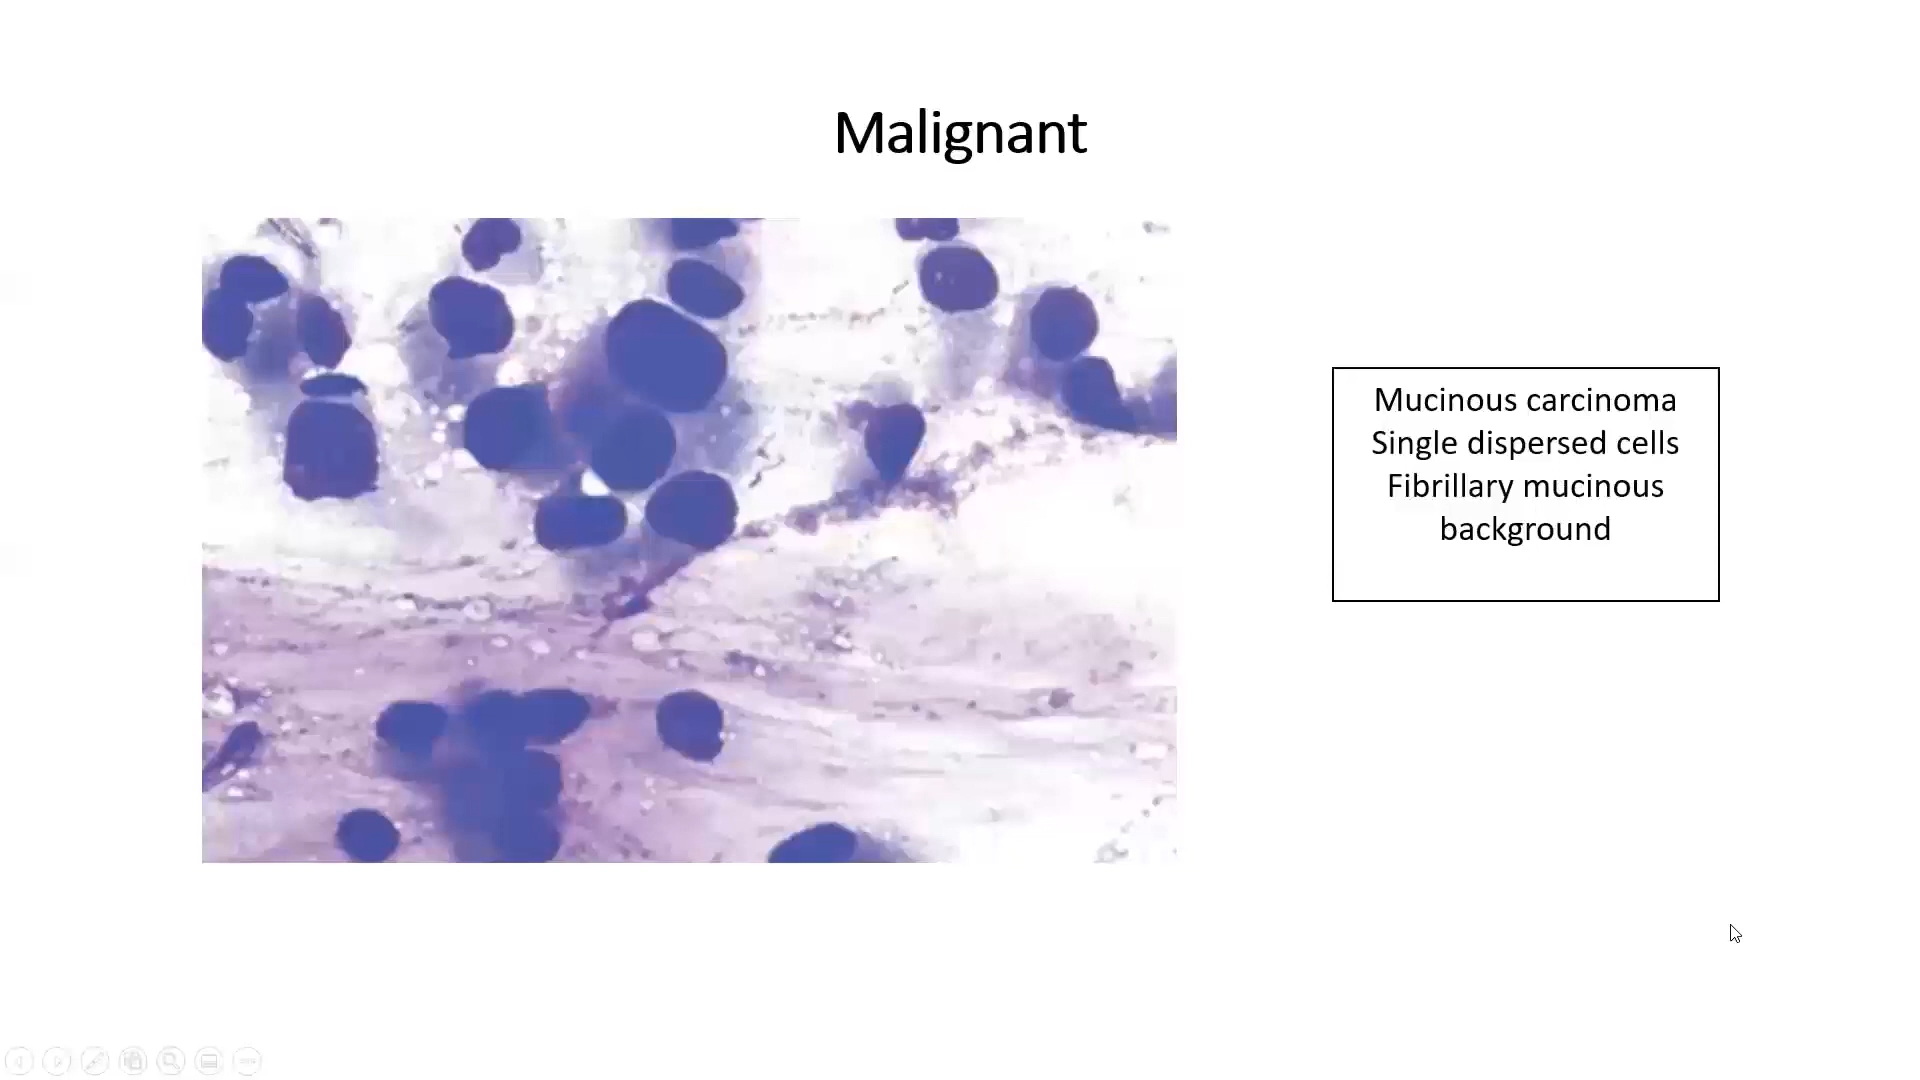 Malignant
Mucinous carcinoma
Single dispersed cells
Fibrillary mucinous
background